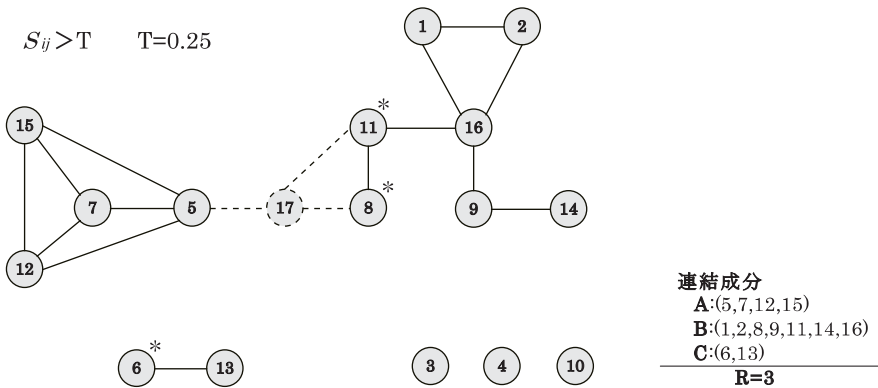 Sij>T T=0.25
1 2
15
11* 16
7 5 17 8* 9 14
12
連結成分
A:(5,7,12,15)
B:(1,2,8,9,11,14,16)
C:(6,13)
R=3
6* 13 3 4 10